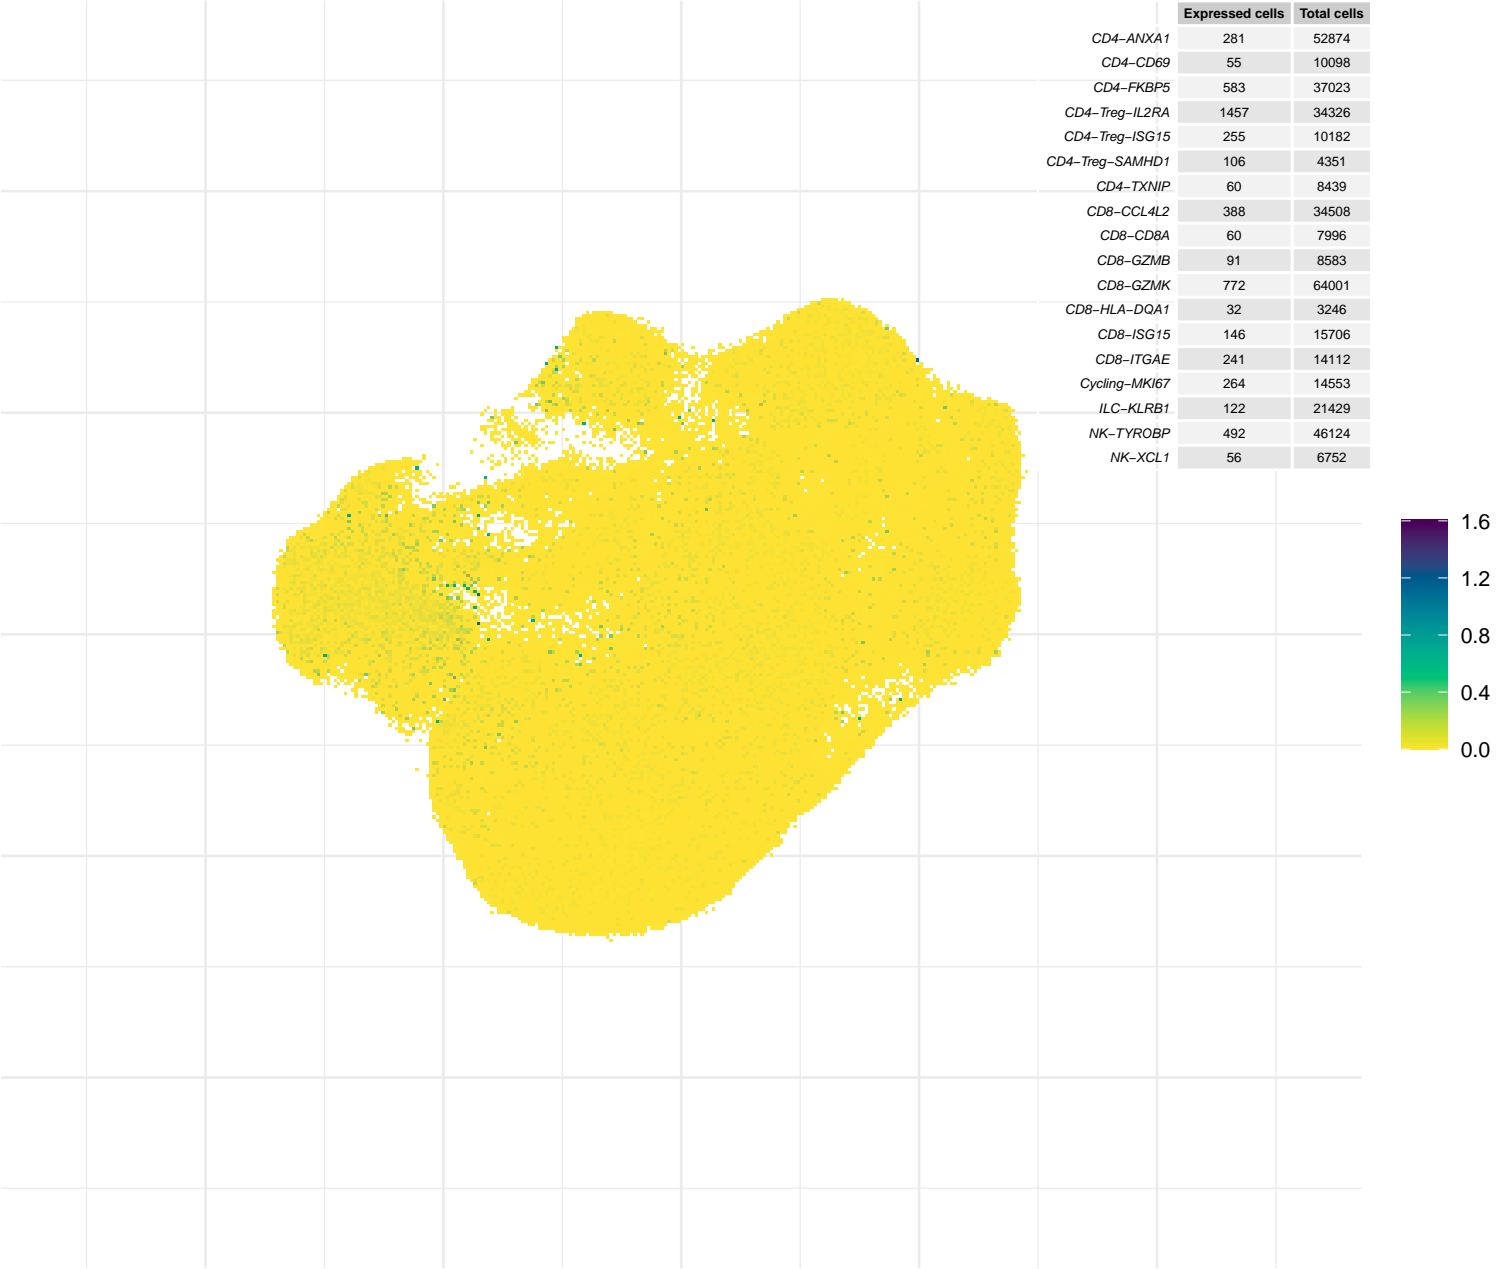 Expressed cells Total cells
CD4−ANXA1 281 52874
CD4−CD69 55 10098
CD4−FKBP5 583 37023
CD4−Treg−IL2RA 1457 34326
CD4−Treg−ISG15 255 10182
CD4−Treg−SAMHD1 106 4351
CD4−TXNIP 60 8439
CD8−CCL4L2 388 34508
CD8−CD8A 60 7996
CD8−GZMB 91 8583
CD8−GZMK 772 64001
CD8−HLA−DQA1 32 3246
CD8−ISG15 146 15706
CD8−ITGAE 241 14112
Cycling−MKI67 264 14553
ILC−KLRB1 122 21429
NK−TYROBP 492 46124
NK−XCL1 56 6752
1.6
1.2
0.8
0.4
0.0